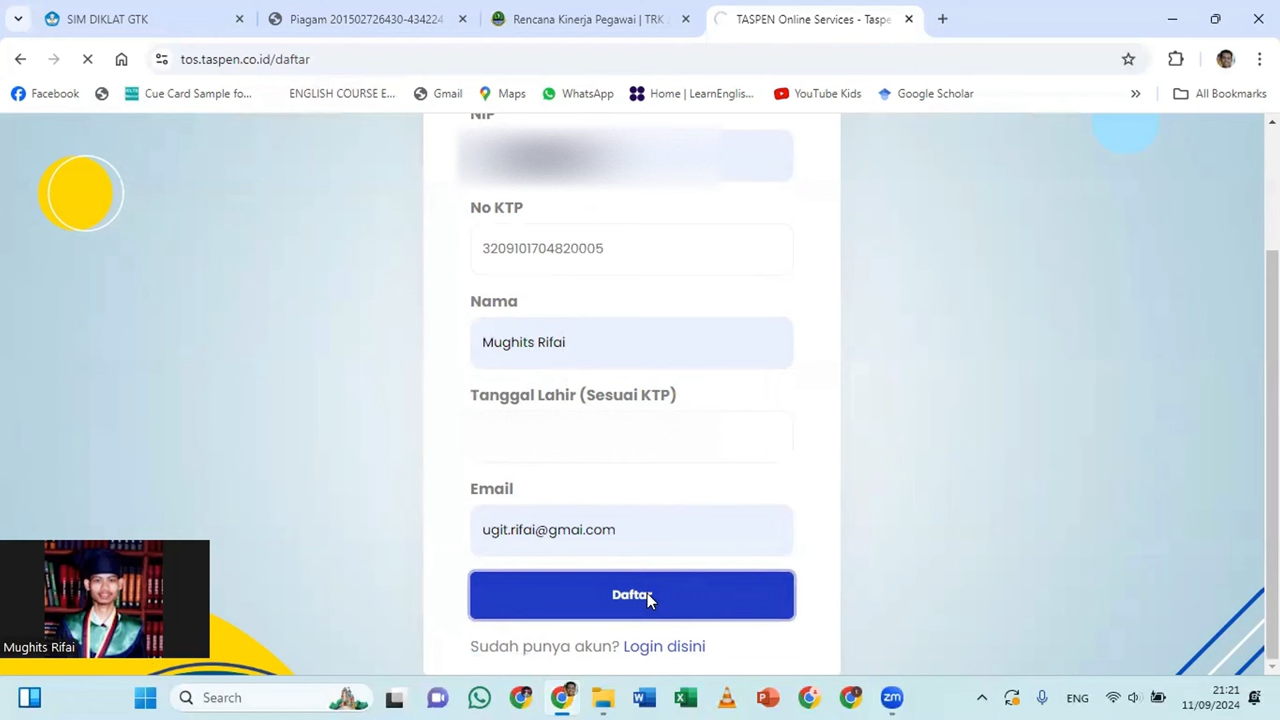 SIM DIKLAT GTK
Piagam 201502726430-434224
Rencana Kinerja Pegawai | TRK
TASPEN Online Services - Taspe
tos.taspen.co.id/daftar
Facebook
Cue Card Sample fo...
ENGLISH COURSE E...
Gmail
Maps
WhatsApp
Home | LearnEnglis...
YouTube Kids
Google Scholar
All Bookmarks
NIP
No KTP
3209101704820005
Nama
Mughits Rifai
Tanggal Lahir (Sesuai KTP)
Email
ugit.rifai@gmai.com
Daftar
Sudah punya akun? Login disini
Mughits Rifai
Search
ENG
21:21
11/09/2024